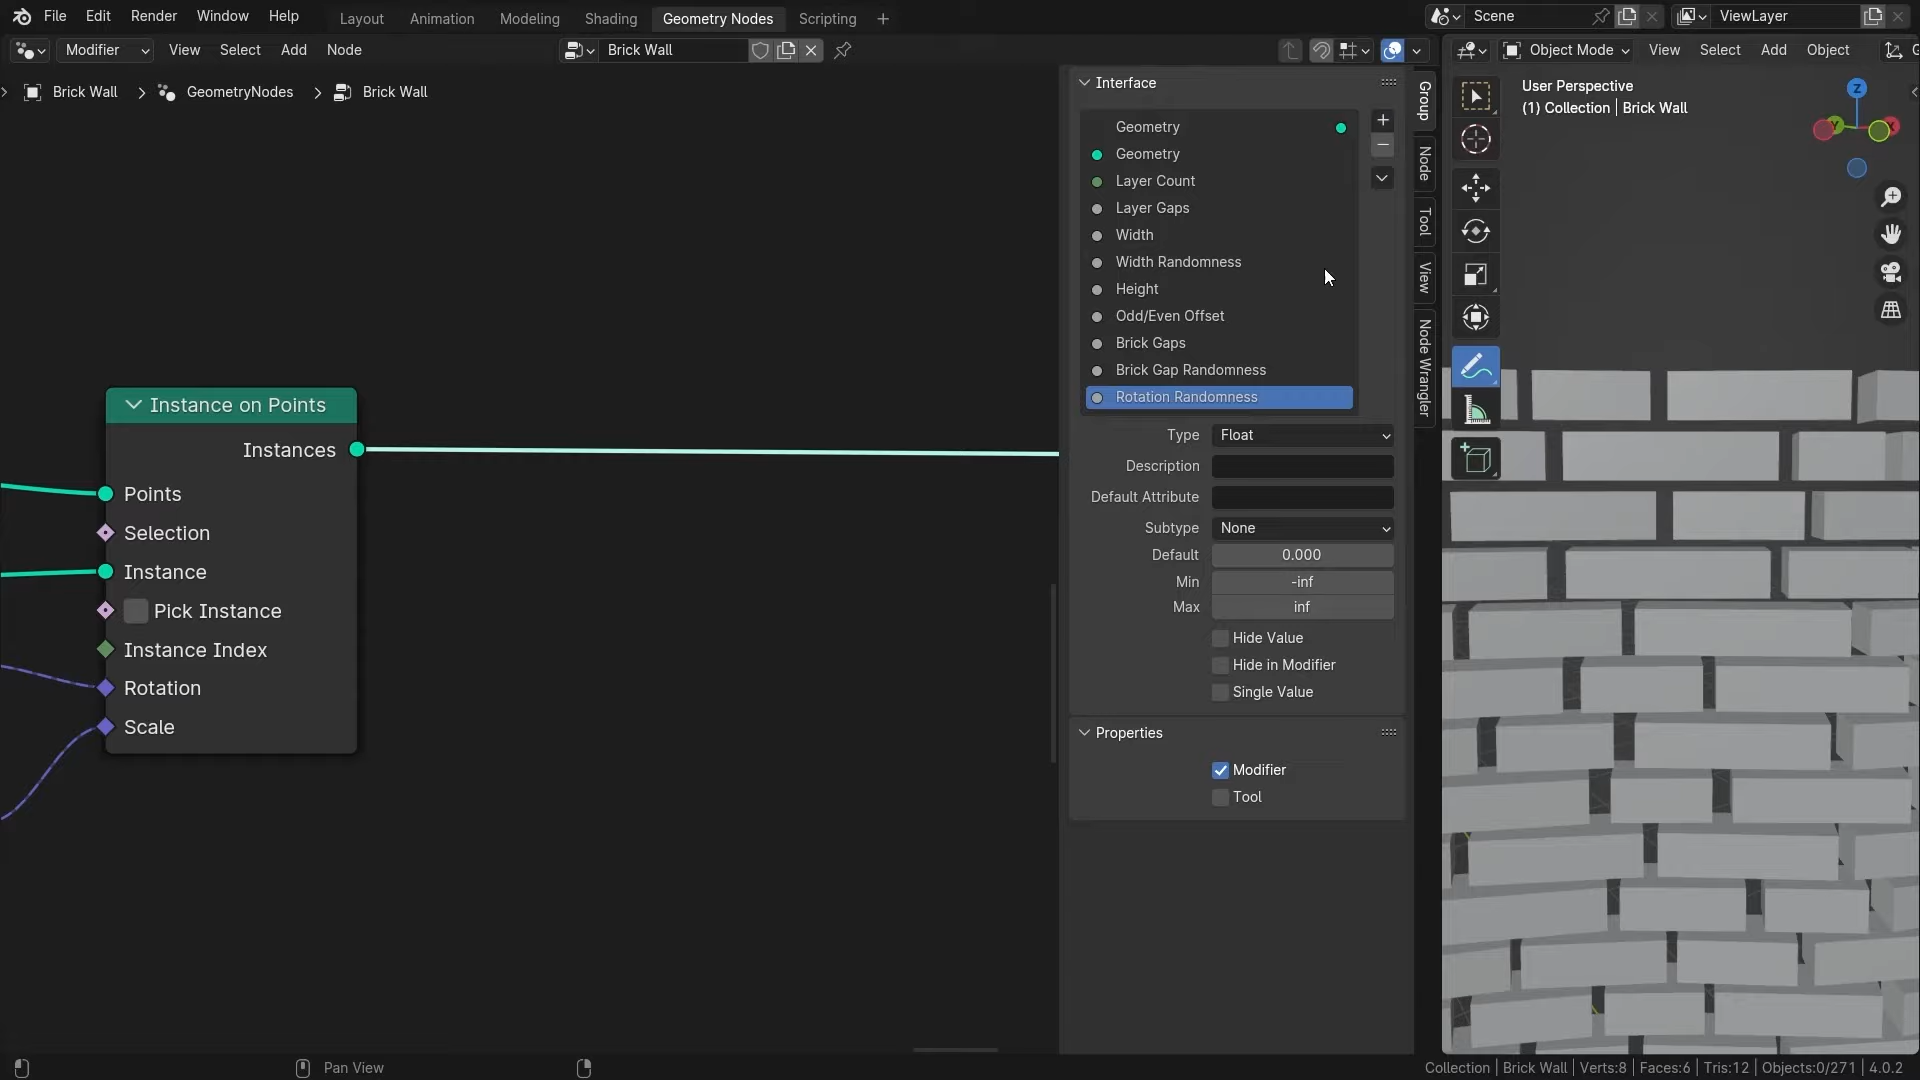 File Edit Render Window Help Layout Animation Modeling Shading Geometry Nodes Scripting + Scene ViewLayer
Modifier View Select Add Node Brick Wall Object Mode View Select Add Object
Brick Wall > GeometryNodes > Brick Wall
Interface
Geometry
Geometry
Layer Count
Layer Gaps
Width
Width Randomness
Height
Odd/Even Offset
Brick Gaps
Brick Gap Randomness
Rotation Randomness
Type Float
Description
Default Attribute
Subtype None
Default 0.000
Min -inf
Max inf
Hide Value
Hide in Modifier
Single Value
Properties
Modifier
Tool
Group
Node
Tool
View
Node Wrangler
Instance on Points
Instances
Points
Selection
Instance
Pick Instance
Instance Index
Rotation
Scale
User Perspective
(1) Collection | Brick Wall
Z
Y
X
Pan View
Collection | Brick Wall | Verts:8 | Faces:6 | Tris:12 | Objects:0/271 | 4.0.2